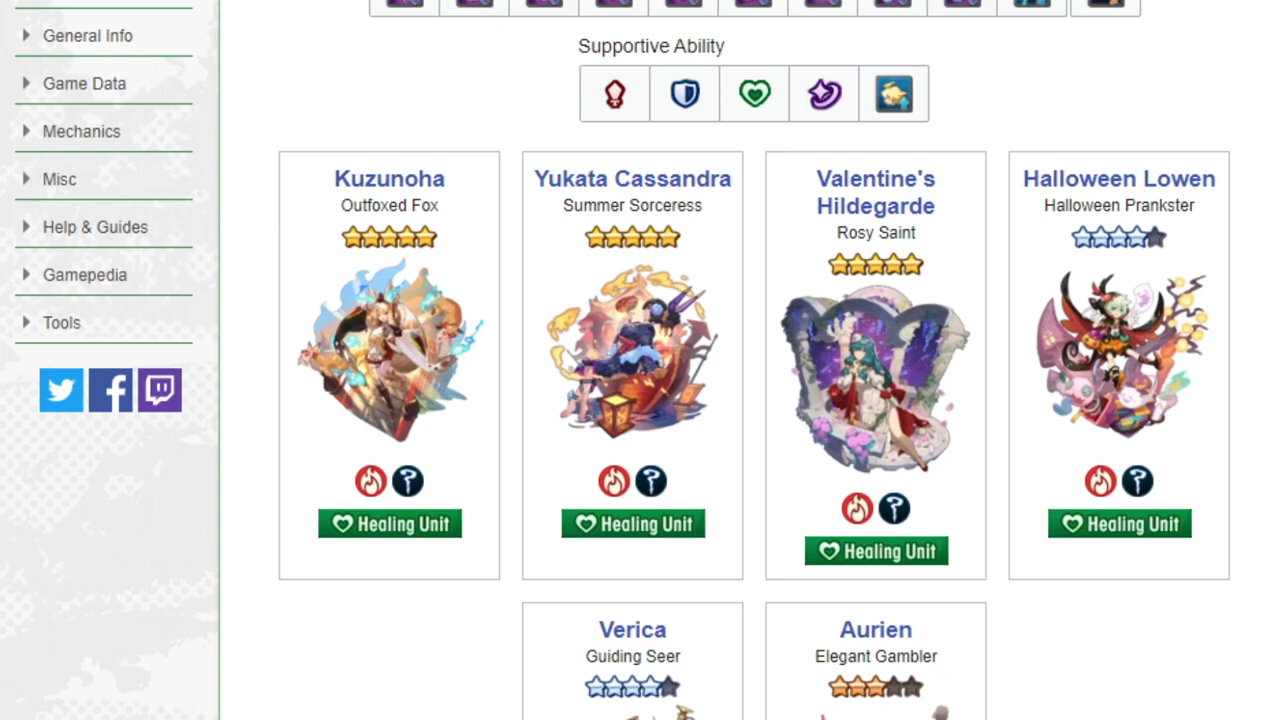 General Info
Game Data
Mechanics
Misc
Help & Guides
Gamepedia
Tools
Supportive Ability
Kuzunoha
Outfoxed Fox
Healing Unit
Yukata Cassandra
Summer Sorceress
Healing Unit
Valentine's
Hildegarde
Rosy Saint
Healing Unit
Halloween Lowen
Halloween Prankster
Healing Unit
Verica
Guiding Seer
Aurien
Elegant Gambler